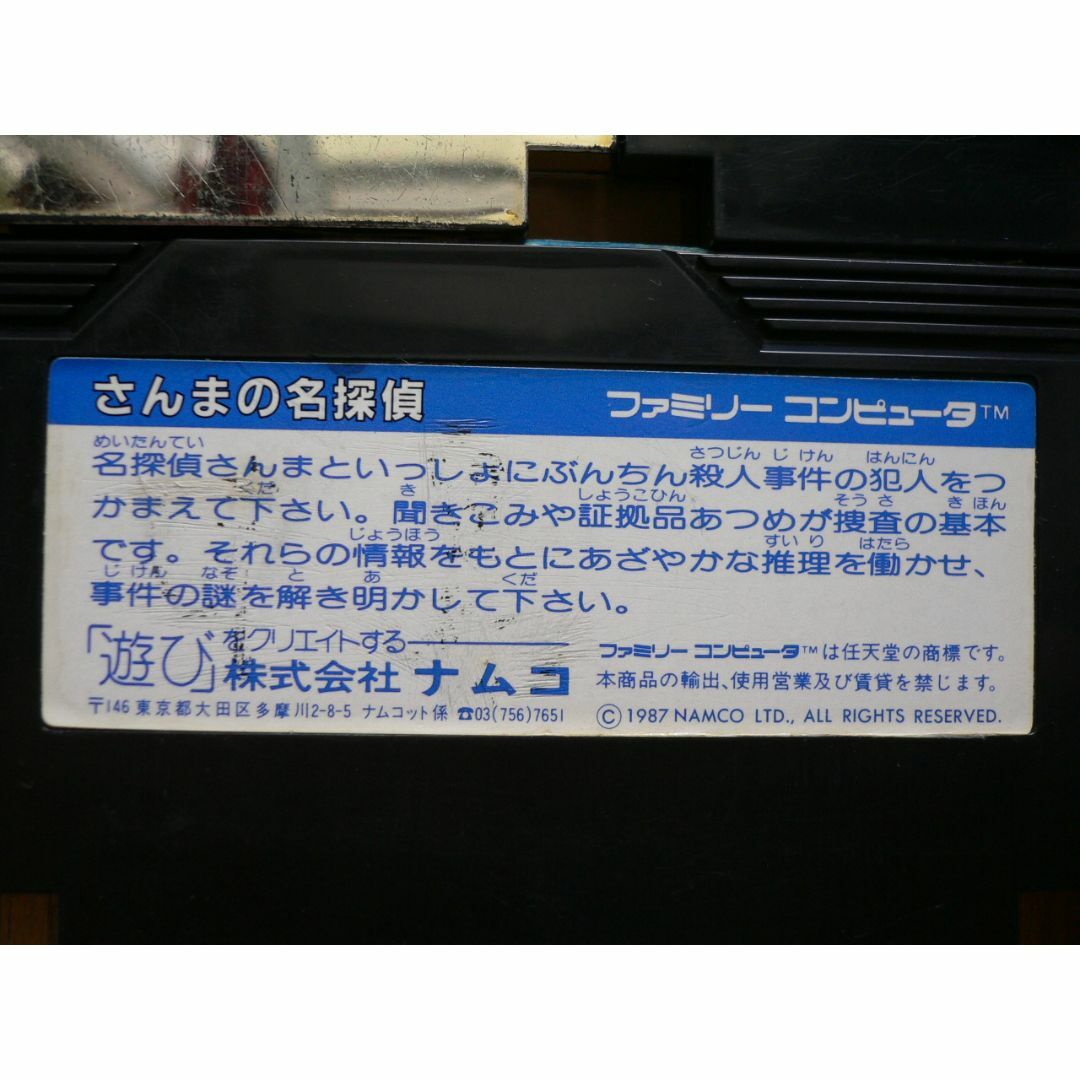 さんまの名探偵
ファミリー コンピュータ™
めいたんてい さつじん じ けん はんにん
名探偵さんまといっしょにぶんちん殺人事件の犯人をつ
くだ き しょうこひん そう さ き ほん
かまえて下さい。聞きこみや証拠品あつめが捜査の基本
じょうほう すい り はたら
です。それらの情報をもとにあざやかな推理を働かせ、
じ けん なぞ と あ くだ
事件の謎を解き明かして下さい。
「遊び」をクリエイトする
株式会社 ナムコ
〒146 東京都大田区多摩川2-8-5 ナムコット係 ☎03(756)7651
ファミリー コンピュータ™は任天堂の商標です。
本商品の輸出、使用営業及び賃貸を禁じます。
©1987 NAMCO LTD., ALL RIGHTS RESERVED.